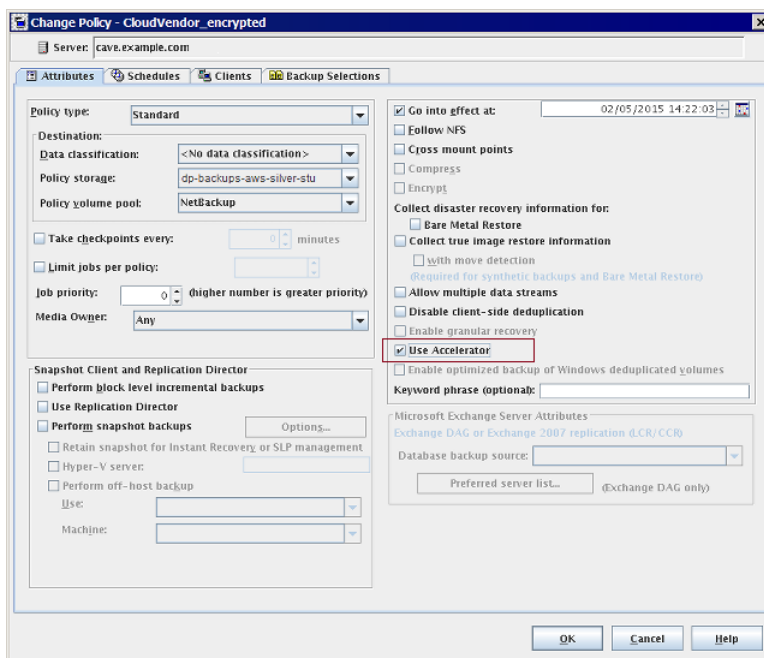 Change Policy - CloudVendor_encrypted
Server: cave.example.com
Attributes Schedules Clients Backup Selections
Policy type: Standard
Destination:
Data classification: <No data classification>
Policy storage: dp-backups-aws-silver-stu
Policy volume pool: NetBackup
Take checkpoints every: 0 minutes
Limit jobs per policy:
Job priority: 0 (higher number is greater priority)
Media Owner: Any
Snapshot Client and Replication Director
Perform block level incremental backups
Use Replication Director
Perform snapshot backups Options...
Retain snapshot for Instant Recovery or SLP management
Hyper-V server:
Perform off-host backup
Use:
Machine:
Go into effect at: 02/05/2015 14:22:03
Follow NFS
Cross mount points
Compress
Encrypt
Collect disaster recovery information for:
Bare Metal Restore
Collect true image restore information
With move detection
(Required for synthetic backups and Bare Metal Restore)
Allow multiple data streams
Disable client-side deduplication
Enable granular recovery
Use Accelerator
Enable optimized backup of Windows deduplicated volumes
Keyword phrase (optional):
Microsoft Exchange Server Attributes
Exchange DAG or Exchange 2007 replication (LCR/CCR)
Database backup source:
Preferred server list... (Exchange DAG only)
OK Cancel Help